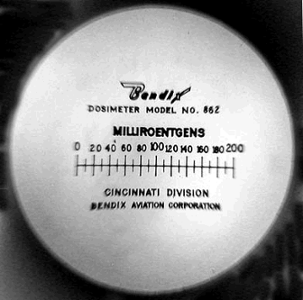 Bendix
DOSIMETER MODEL NO. 862
MILLIROENTGENS
0 20 40 60 80 100 120 140 160 180 200
CINCINNATI DIVISION
BENDIX AVIATION CORPORATION